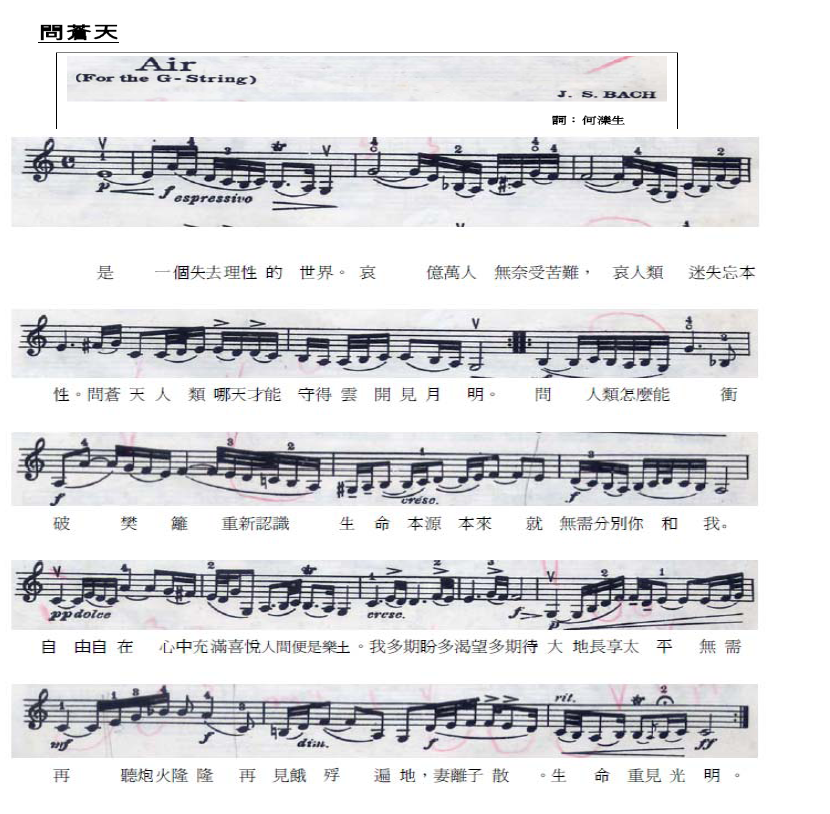 問蒼天
Air
(For the G-String)
J. S. BACH
詞：何濼生
p f espressivo
是 一個失去理性 的 世界。哀 億萬人 無奈受苦難， 哀人類 迷失忘本
性。問蒼 天 人 類 哪天才能 守得 雲 開 見 月 明。 問 人類怎麼能 衝
f cresc. f
破 樊 籬 重新認識 生 命 本源 本來 就 無需分別你 和 我。
pp dolce cresc. f p
自 由自 在 心中充滿喜悅人間便是樂土。我多期盼多渴望多期待 大 地長享太 平 無 需
rit.
mf f dim. f ff
再 聽炮火隆 隆 再 見餓 殍 遍 地，妻離子 散 。生 命 重見 光 明 。